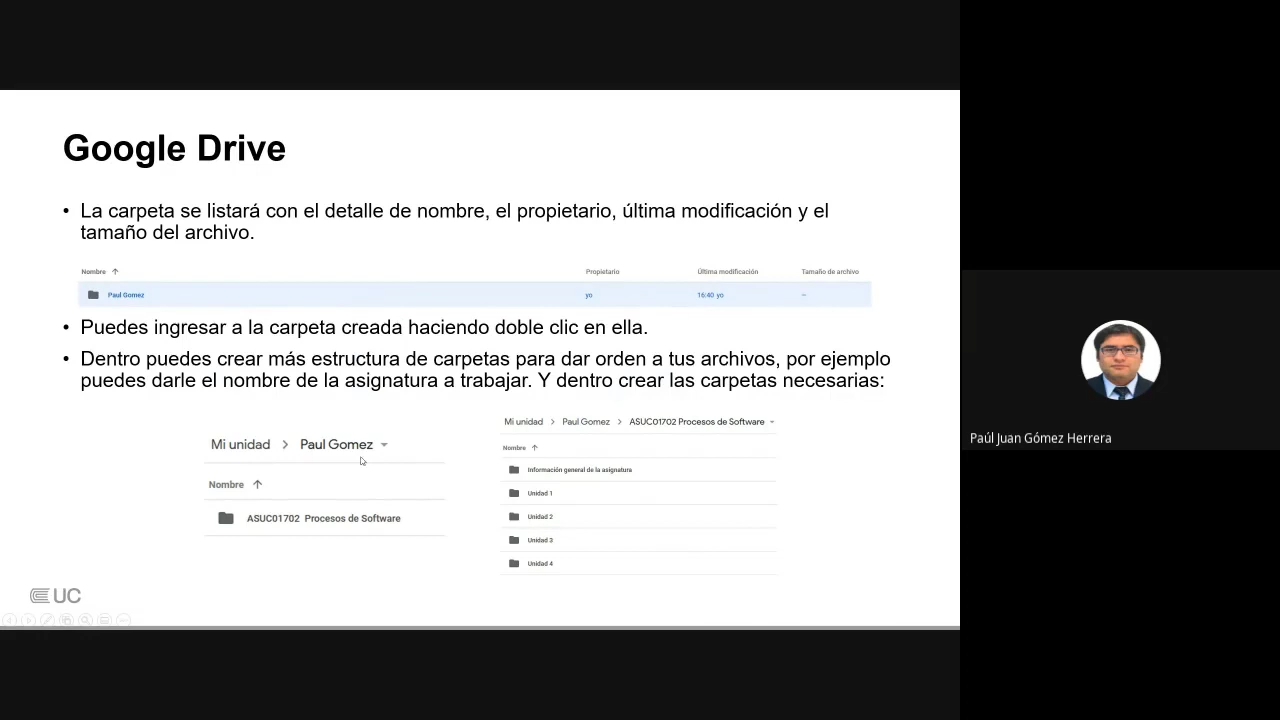 Google Drive
• La carpeta se listará con el detalle de nombre, el propietario, última modificación y el
tamaño del archivo.
Nombre ↑ Propietario Última modificación Tamaño de archivo
Paul Gomez yo 16:40 yo –
• Puedes ingresar a la carpeta creada haciendo doble clic en ella.
• Dentro puedes crear más estructura de carpetas para dar orden a tus archivos, por ejemplo
puedes darle el nombre de la asignatura a trabajar. Y dentro crear las carpetas necesarias:
Mi unidad > Paul Gomez
Nombre ↑
ASUC01702 Procesos de Software
Mi unidad > Paul Gomez > ASUC01702 Procesos de Software
Nombre ↑
Información general de la asignatura
Unidad 1
Unidad 2
Unidad 3
Unidad 4
UC
Paúl Juan Gómez Herrera